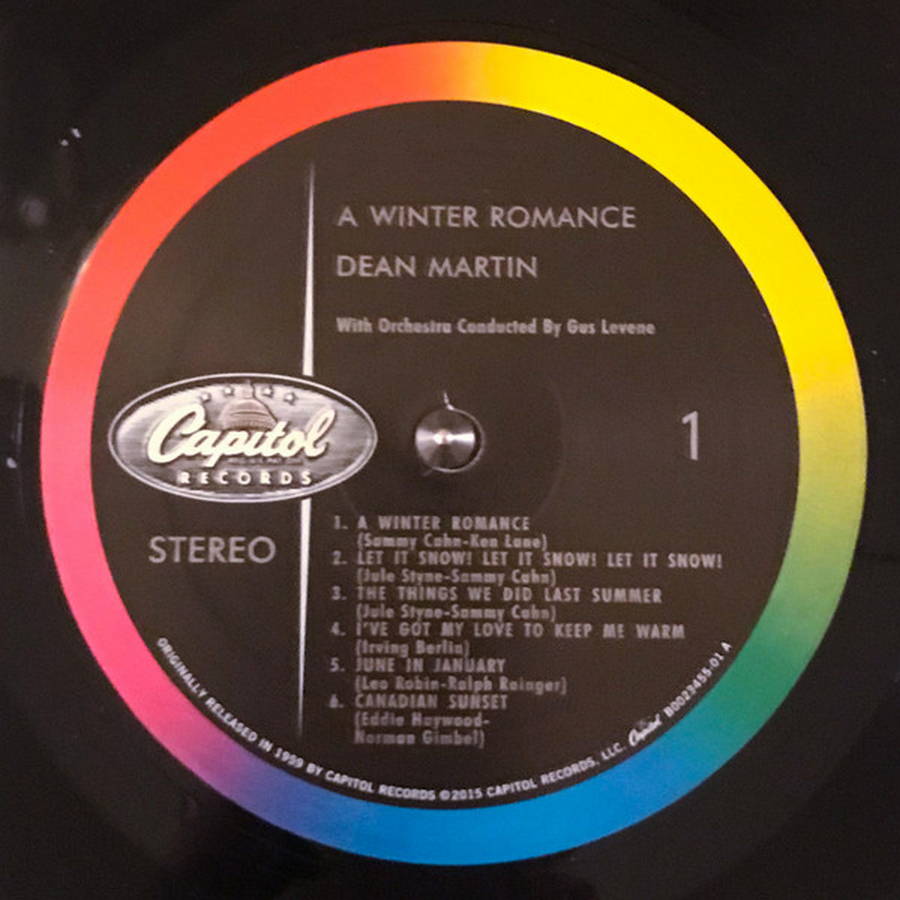 A WINTER ROMANCE
DEAN MARTIN
With Orchestra Conducted By Gus Levene
Capitol
RECORDS
1
STEREO
1. A WINTER ROMANCE
(Sammy Cahn-Ken Lane)
2. LET IT SNOW! LET IT SNOW! LET IT SNOW!
(Jule Styne-Sammy Cahn)
3. THE THINGS WE DID LAST SUMMER
(Jule Styne-Sammy Cahn)
4. I'VE GOT MY LOVE TO KEEP ME WARM
(Irving Berlin)
5. JUNE IN JANUARY
(Leo Robin-Ralph Rainger)
6. CANADIAN SUNSET
(Eddie Haywood-
Norman Gimbel)
ORIGINALLY RELEASED IN 1959 BY CAPITOL RECORDS ©2015 CAPITOL RECORDS, LLC. Capitol B0023455-01 A